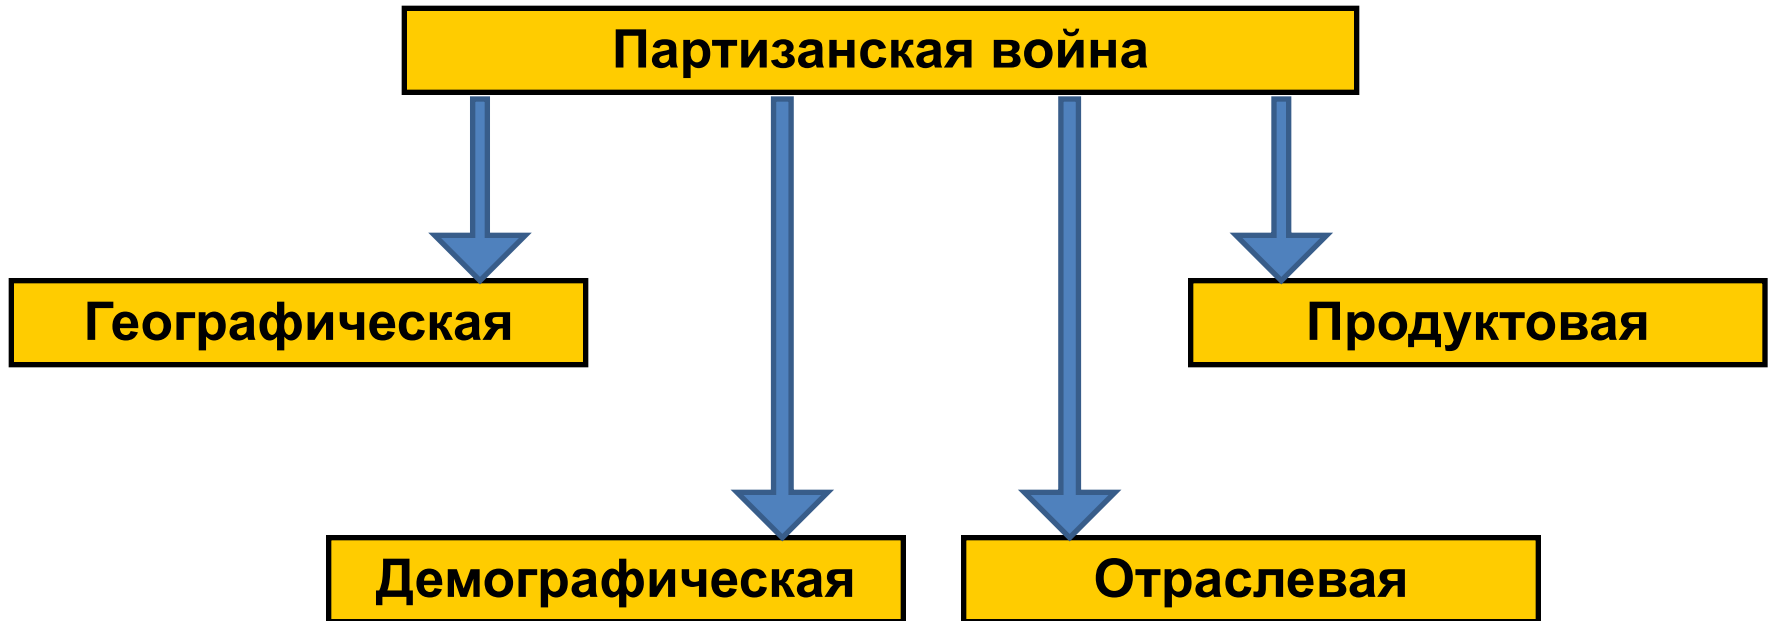 Партизанская война
Географическая
Продуктовая
Демографическая
Отраслевая